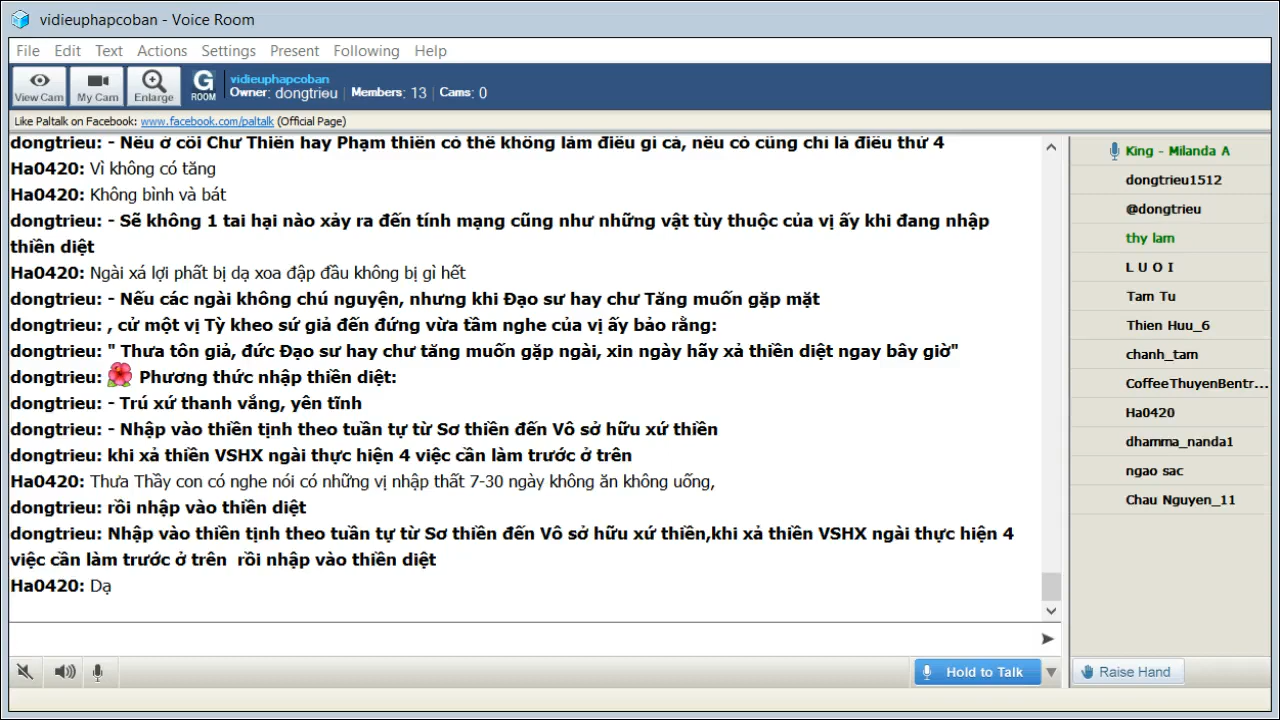 vidieuphapcoban - Voice Room
File Edit Text Actions Settings Present Following Help
View Cam My Cam Enlarge G ROOM
vidieuphapcoban
Owner: dongtrieu | Members: 13 | Cams: 0
Like Paltalk on Facebook: www.facebook.com/paltalk (Official Page)
dongtrieu: - Nếu ở cõi Chư Thiên hay Phạm thiên có thể không làm điều gì cả, nếu có cũng chỉ là điều thứ 4
Ha0420: Vì không có tăng
Ha0420: Không bình và bát
dongtrieu: - Sẽ không 1 tai hại nào xảy ra đến tính mạng cũng như những vật tùy thuộc của vị ấy khi đang nhập
thiền diệt
Ha0420: Ngài xá lợi phất bị dạ xoa đập đầu không bị gì hết
dongtrieu: - Nếu các ngài không chú nguyện, nhưng khi Đạo sư hay chư Tăng muốn gặp mặt
dongtrieu: , cử một vị Tỳ kheo sứ giả đến đứng vừa tầm nghe của vị ấy bảo rằng:
dongtrieu: " Thưa tôn giả, đức Đạo sư hay chư tăng muốn gặp ngài, xin ngày hãy xả thiền diệt ngay bây giờ"
dongtrieu: Phương thức nhập thiền diệt:
dongtrieu: - Trú xứ thanh vắng, yên tĩnh
dongtrieu: - Nhập vào thiền tịnh theo tuần tự từ Sơ thiền đến Vô sở hữu xứ thiền
dongtrieu: khi xả thiền VSHX ngài thực hiện 4 việc cần làm trước ở trên
Ha0420: Thưa Thầy con có nghe nói có những vị nhập thất 7-30 ngày không ăn không uống,
dongtrieu: rồi nhập vào thiền diệt
dongtrieu: Nhập vào thiền tịnh theo tuần tự từ Sơ thiền đến Vô sở hữu xứ thiền,khi xả thiền VSHX ngài thực hiện 4
việc cần làm trước ở trên rồi nhập vào thiền diệt
Ha0420: Dạ
King - Milanda A
dongtrieu1512
@dongtrieu
thy lam
L U O I
Tam Tu
Thien Huu_6
chanh_tam
CoffeeThuyenBentr...
Ha0420
dhamma_nanda1
ngao sac
Chau Nguyen_11
Hold to Talk
Raise Hand